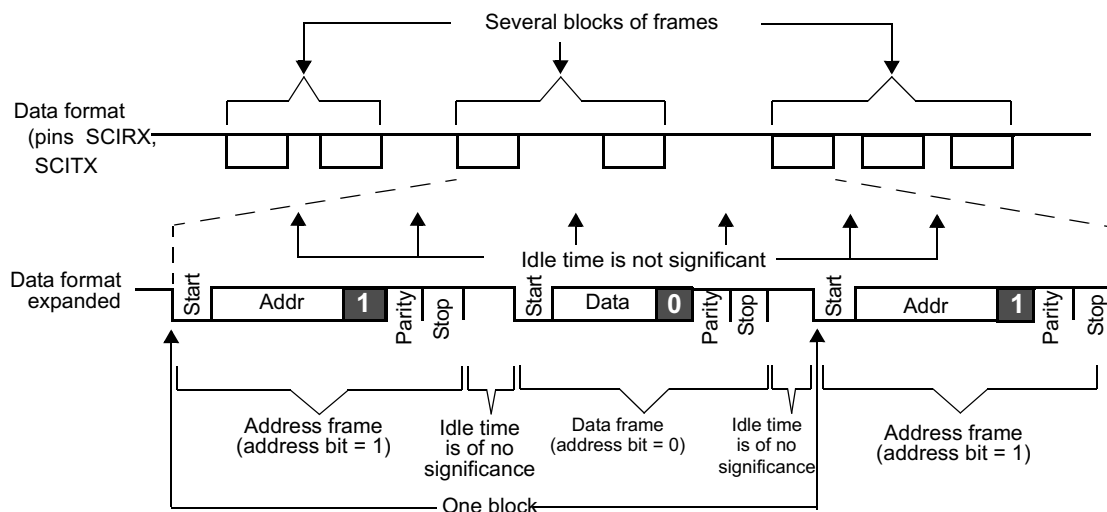 Several blocks of frames
Data format
(pins SCIRX,
SCITX
Idle time is not significant
Data format
expanded
Start
Addr
1
Parity
Stop
Start
Data
0
Parity
Stop
Start
Addr
1
Parity
Stop
Address frame
(address bit = 1)
Idle time
is of no
significance
Data frame
(address bit = 0)
Idle time
is of no
significance
Address frame
(address bit = 1)
One block